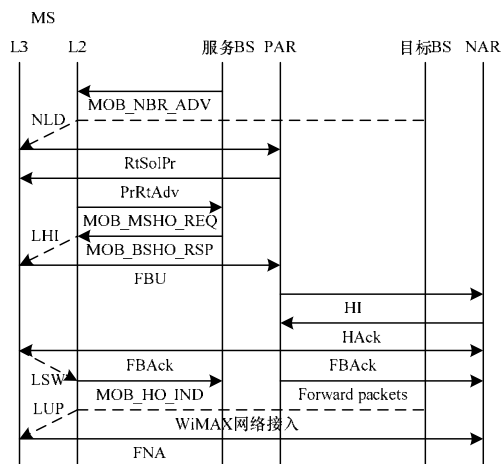 MS
L3 L2 服务BS PAR 目标BS NAR
MOB_NBR_ADV
NLD
RtSolPr
PrRtAdv
MOB_MSHO_REQ
LHI
MOB_BSHO_RSP
FBU
HI
HAck
FBAck FBAck
LSW
MOB_HO_IND Forward packets
LUP
WiMAX网络接入
FNA